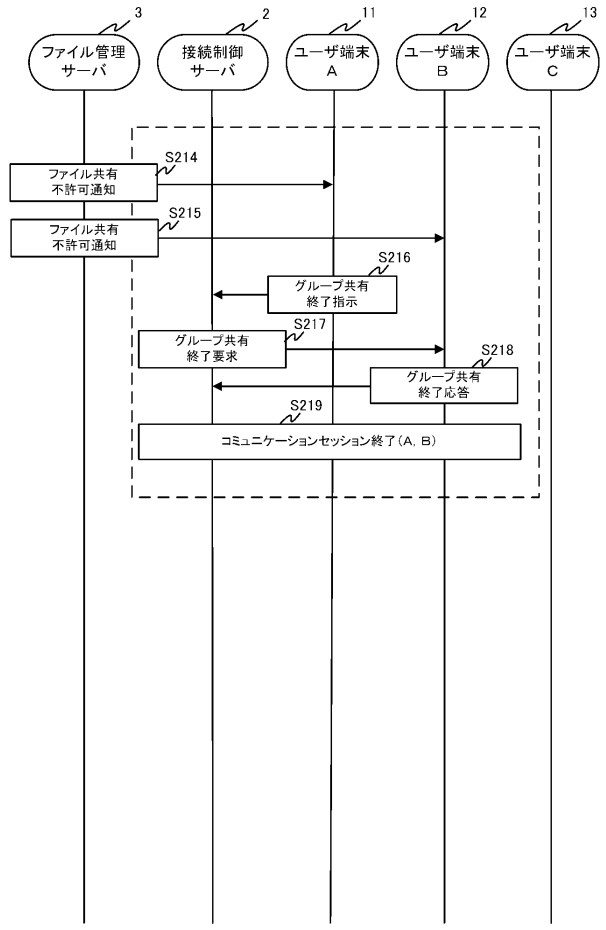 3
2
11
12
13
ファイル管理
サーバ
接続制御
サーバ
ユーザ端末
A
ユーザ端末
B
ユーザ端末
C
S214
ファイル共有
不許可通知
S215
ファイル共有
不許可通知
S216
グループ共有
終了指示
S217
グループ共有
終了要求
S218
グループ共有
終了応答
S219
コミュニケーションセッション終了(A, B)